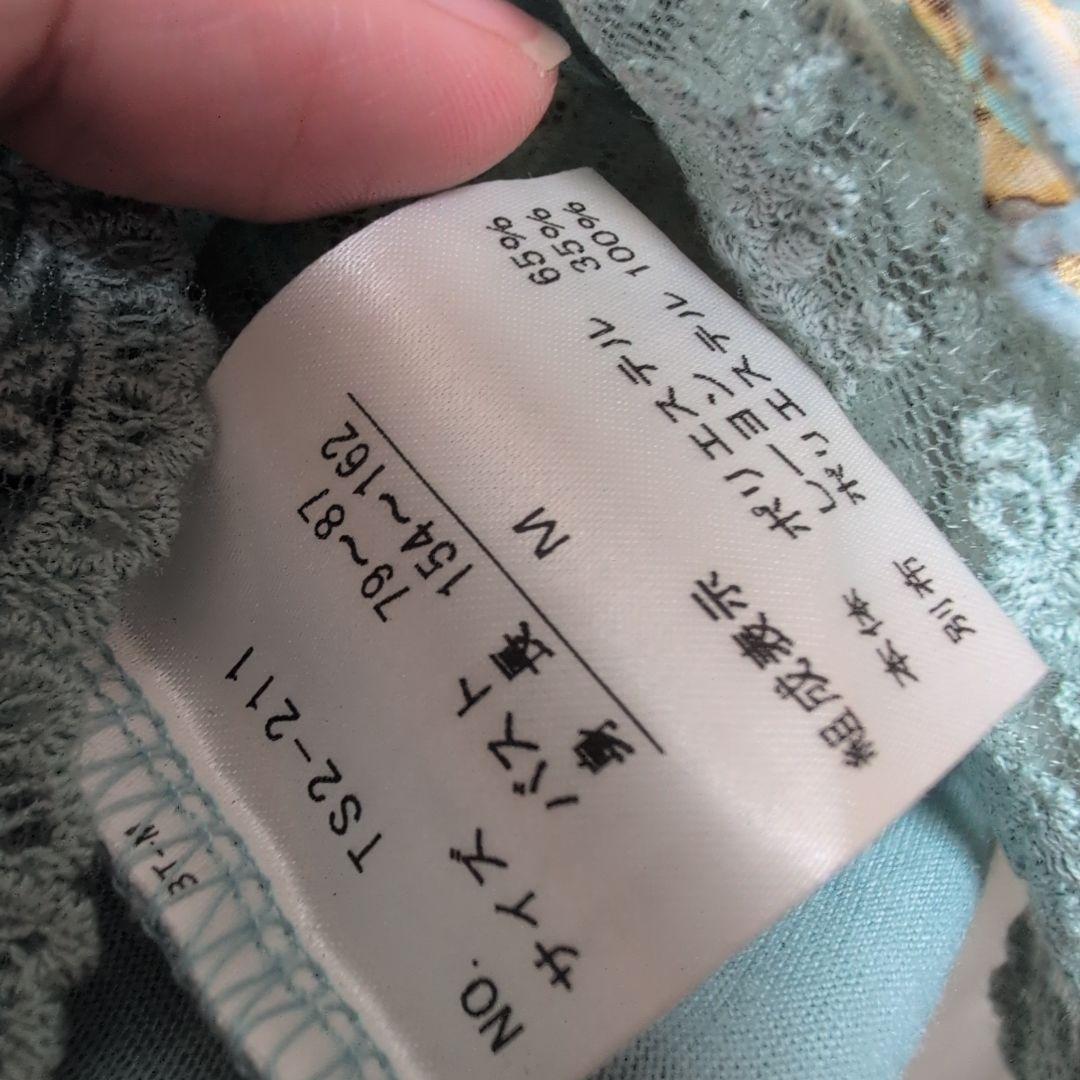 NO. TS2-211
サイズ バスト 79~87
身長 154~162
M
組成表示
本体 ポリエステル 65%
レーヨン 35%
別布 ポリエステル 100%